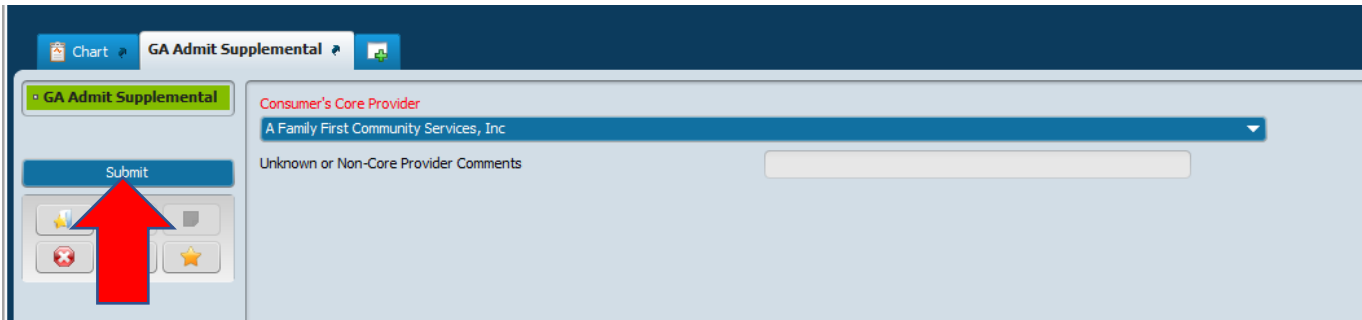 Chart
GA Admit Supplemental
GA Admit Supplemental
Consumer's Core Provider
A Family First Community Services, Inc
Unknown or Non-Core Provider Comments
Submit